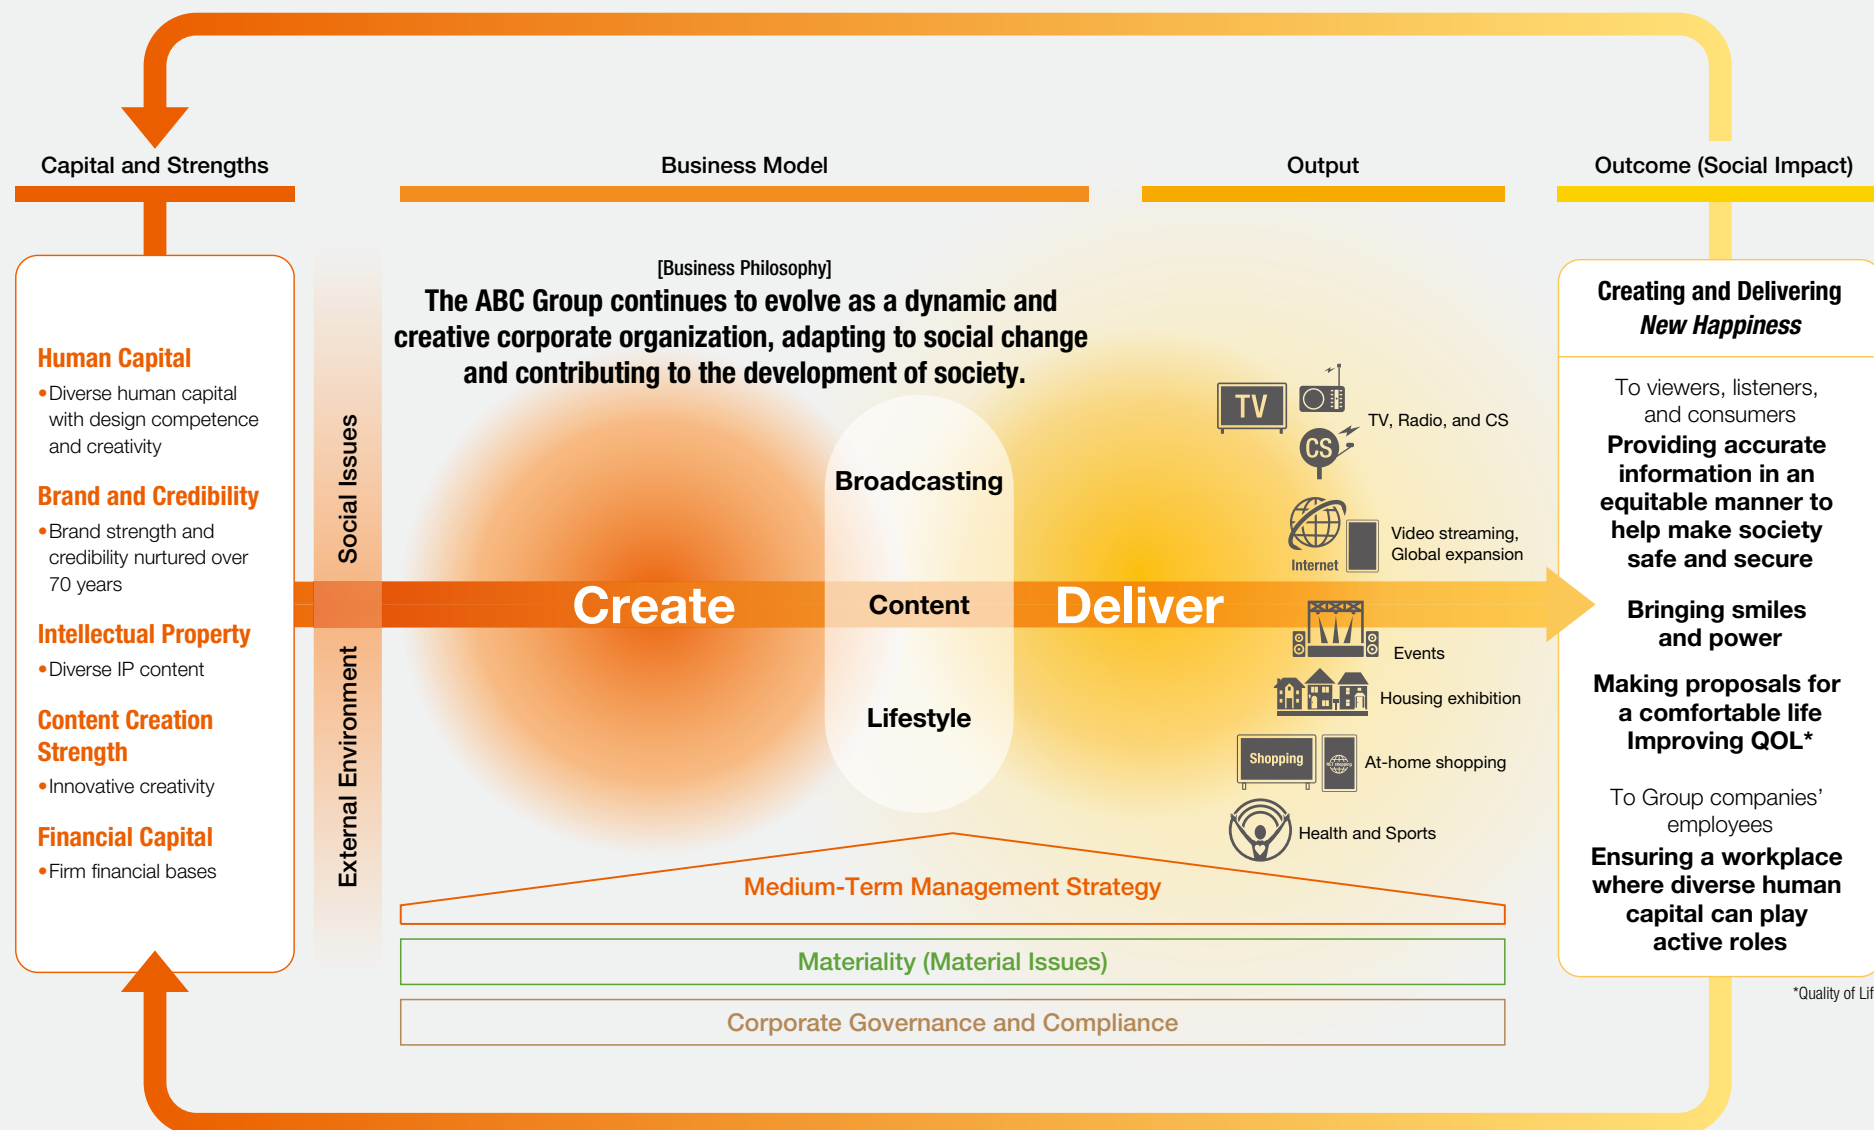 Capital and Strengths
Business Model
Output
Outcome (Social Impact)
Human Capital
•Diverse human capital
with design competence
and creativity
Brand and Credibility
•Brand strength and
credibility nurtured over
70 years
Intellectual Property
•Diverse IP content
Content Creation
Strength
•Innovative creativity
Financial Capital
•Firm financial bases
Social Issues
External Environment
[Business Philosophy]
The ABC Group continues to evolve as a dynamic and
creative corporate organization, adapting to social change
and contributing to the development of society.
Create
Broadcasting
Content
Lifestyle
Deliver
TV
CS
TV, Radio, and CS
Internet
Video streaming,
Global expansion
Events
Housing exhibition
Shopping
At-home shopping
Health and Sports
Medium-Term Management Strategy
Materiality (Material Issues)
Corporate Governance and Compliance
Creating and Delivering
New Happiness
To viewers, listeners,
and consumers
Providing accurate
information in an
equitable manner to
help make society
safe and secure
Bringing smiles
and power
Making proposals for
a comfortable life
Improving QOL*
To Group companies’
employees
Ensuring a workplace
where diverse human
capital can play
active roles
*Quality of Lif